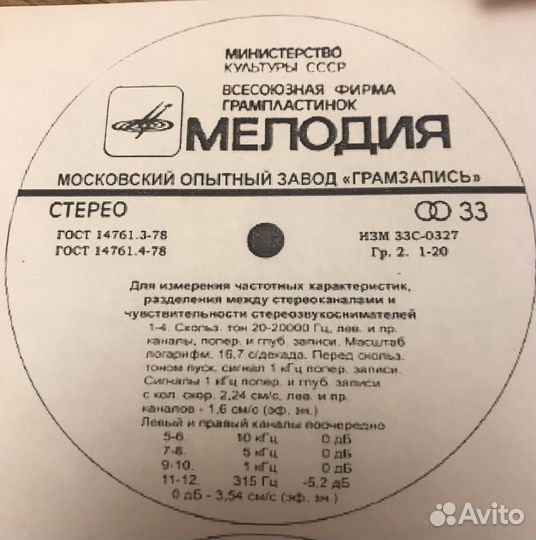 МИНИСТЕРСТВО
КУЛЬТУРЫ СССР
ВСЕСОЮЗНАЯ ФИРМА
ГРАМПЛАСТИНОК
МЕЛОДИЯ
МОСКОВСКИЙ ОПЫТНЫЙ ЗАВОД «ГРАМЗАПИСЬ»
СТЕРЕО 33
ГОСТ 14761.3-78 ИЗМ 33С-0327
ГОСТ 14761.4-78 Гр. 2. 1-20
Для измерения частотных характеристик,
разделения между стереоканалами и
чувствительности стереозвукоснимателей
1-4. Скольз. тон 20-20000 Гц, лев. и пр.
каналы, попер. и глуб. записи. Масштаб
логарифм. 16,7 с/декада. Перед скольз.
тоном пуск. сигнал 1 кГц попер. записи.
Сигналы 1 кГц попер. и глуб. записи
с кол. скор. 2,24 см/с, лев. и пр.
каналов - 1,6 см/с (эф. зн.)
Левый и правый каналы поочередно
5-6. 10 кГц 0 дБ
7-8. 5 кГц 0 дБ
9-10. 1 кГц 0 дБ
11-12. 315 Гц -5,2 дБ
0 дБ - 3,54 см/с (эф. зн.)
Avito